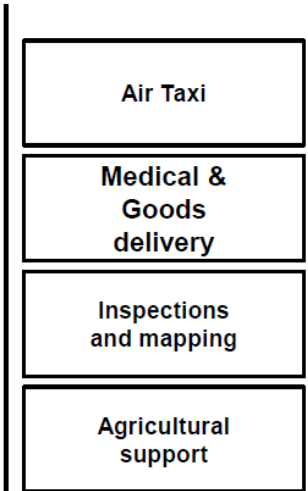 Air Taxi
Medical &
Goods
delivery
Inspections
and mapping
Agricultural
support